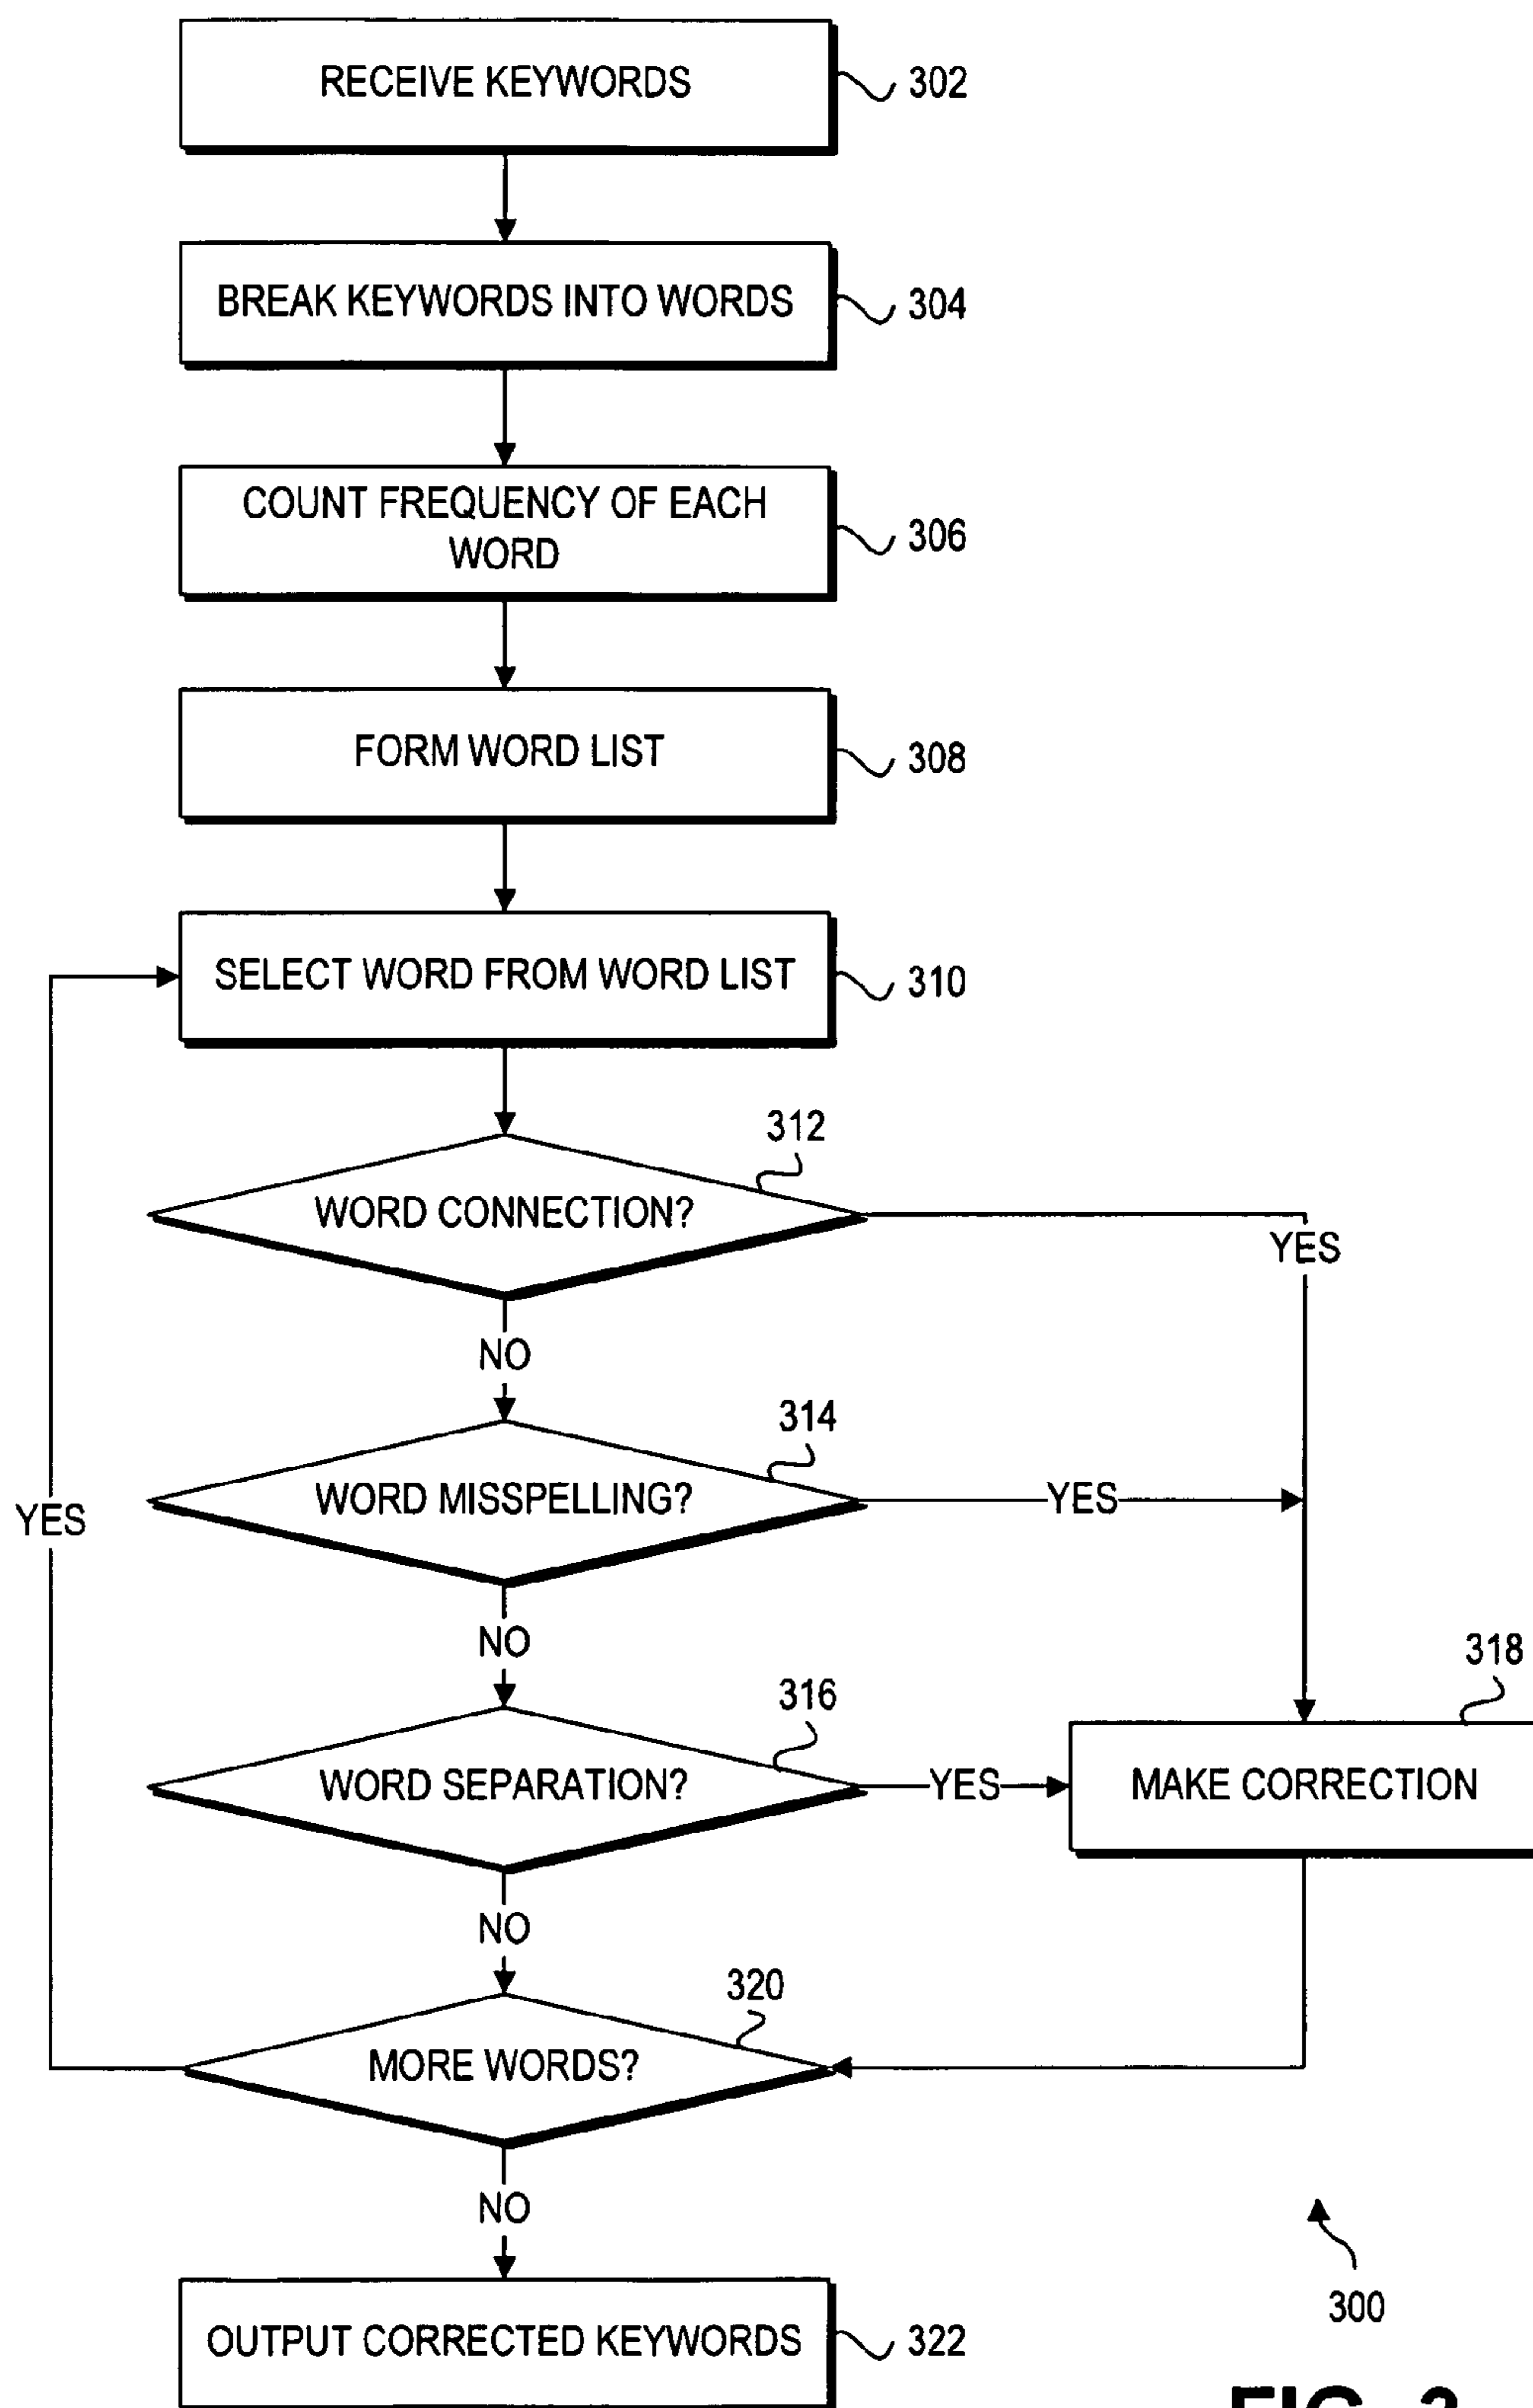 RECEIVE KEYWORDS
302
BREAK KEYWORDS INTO WORDS
304
COUNT FREQUENCY OF EACH
WORD
306
FORM WORD LIST
308
SELECT WORD FROM WORD LIST
310
312
WORD CONNECTION?
YES
NO
314
WORD MISSPELLING?
YES
YES
NO
318
316
WORD SEPARATION?
YES
MAKE CORRECTION
NO
320
MORE WORDS?
NO
300
OUTPUT CORRECTED KEYWORDS
322
FIG. 3